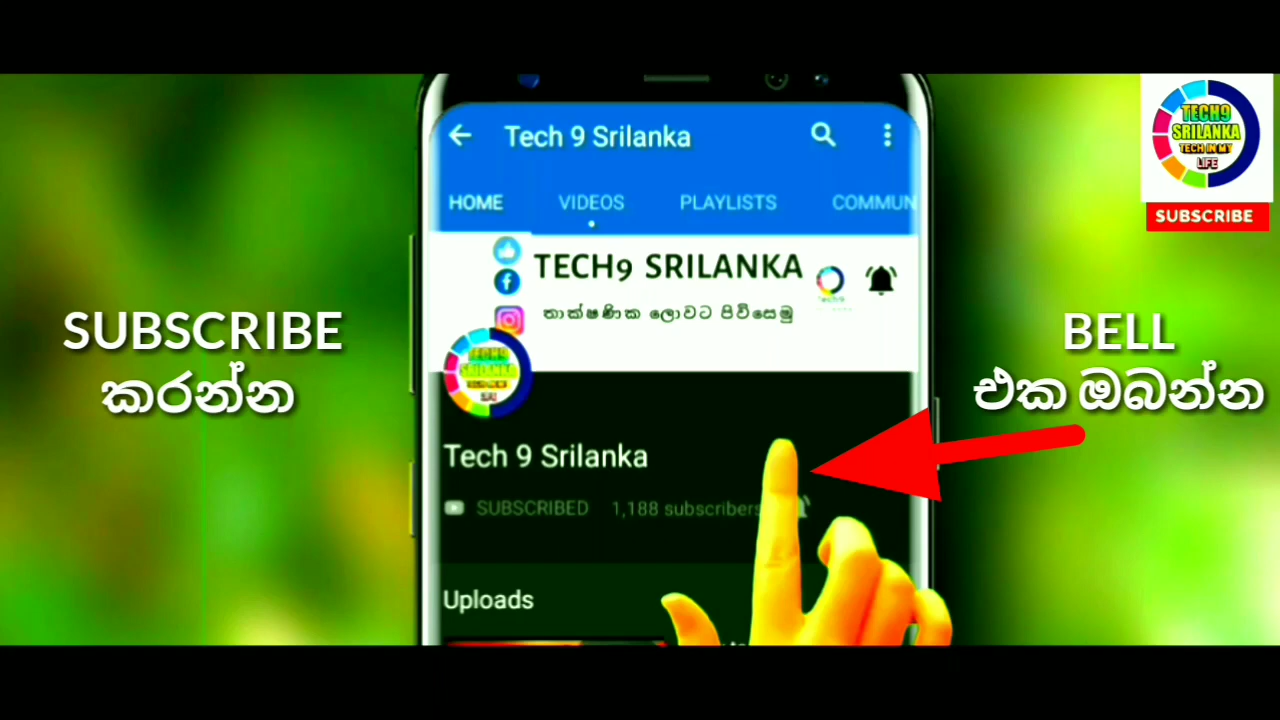 Tech 9 Srilanka
HOME VIDEOS PLAYLISTS COMMUN
TECH9 SRILANKA
තාක්ෂණික ලොවට පිවිසෙමු
Tech 9 Srilanka
SUBSCRIBED 1,188 subscribers
Uploads
SUBSCRIBE
කරන්න
BELL
එක ඔබන්න
TECH9
SRILANKA
TECH IN MY
LIFE
SUBSCRIBE